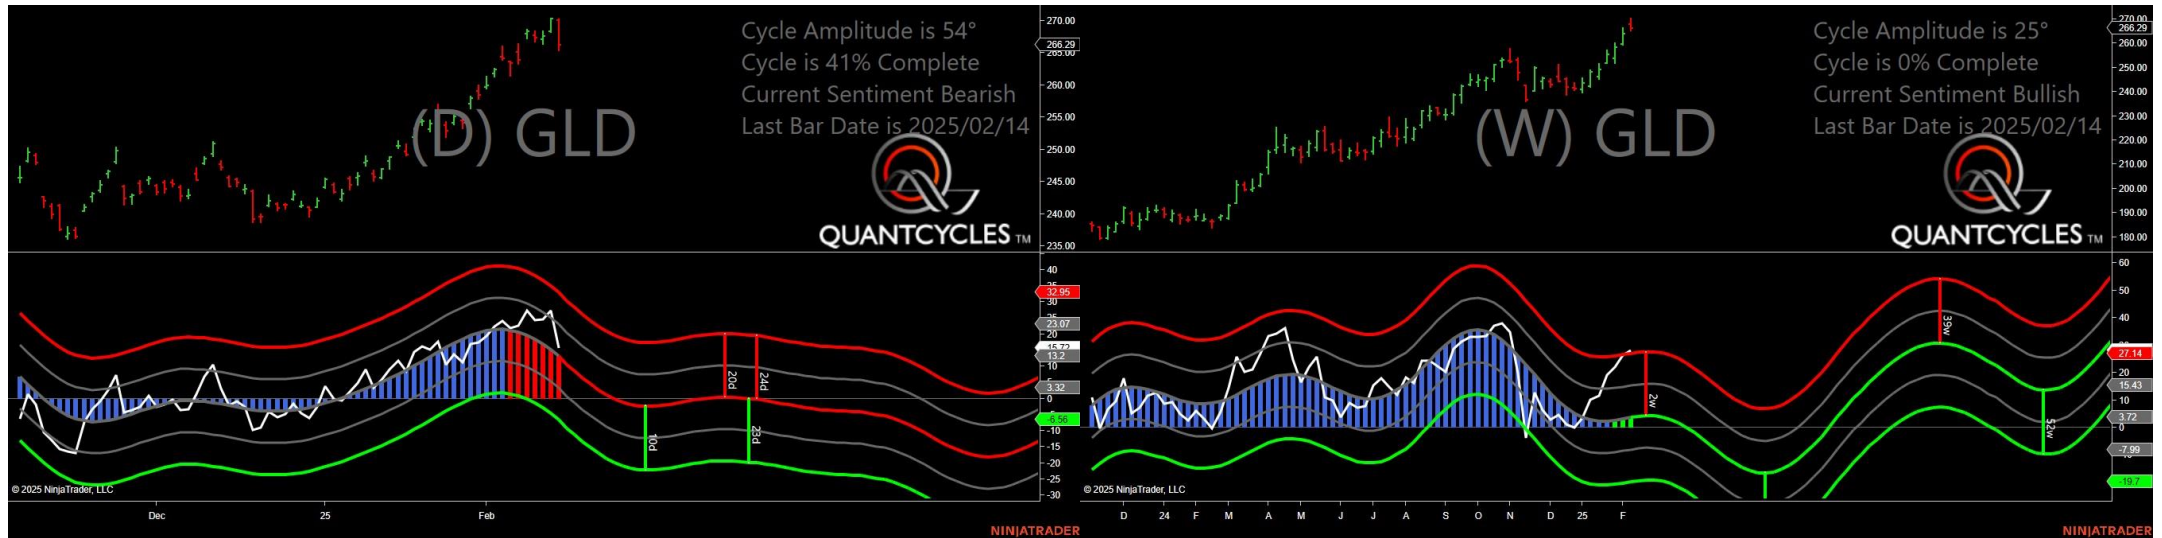 Cycle Amplitude is 54°
Cycle is 41% Complete
Current Sentiment Bearish
Last Bar Date is 2025/02/14
(D) GLD
QUANTCYCLES TM
270.00
266.29
265.00
255.00
250.00
245.00
240.00
235.00
40
32.95
30
25
23.07
20
15.72
13.2
10
5
3.32
0
-6.56
-10
-15
-20
-25
-30
10d
20d
24d
23d
© 2025 NinjaTrader, LLC
Dec
25
Feb
NINJATRADER
Cycle Amplitude is 25°
Cycle is 0% Complete
Current Sentiment Bullish
Last Bar Date is 2025/02/14
(W) GLD
QUANTCYCLES TM
270.00
266.29
260.00
250.00
240.00
230.00
220.00
210.00
200.00
190.00
180.00
60
50
40
27.14
20
15.43
3.72
0
-7.99
-19.7
2w
39w
52w
© 2025 NinjaTrader, LLC
D 24 F M A M J J A S O N D 25 F
NINJATRADER